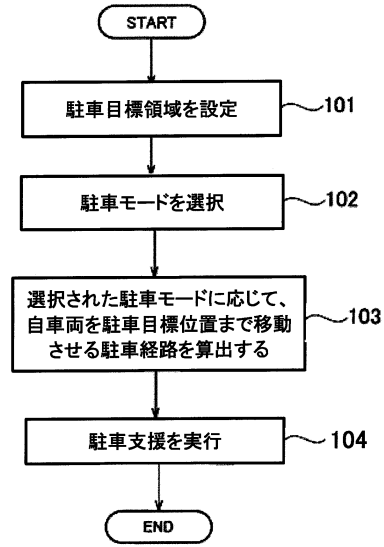 START
駐車目標領域を設定
101
駐車モードを選択
102
選択された駐車モードに応じて、
自車両を駐車目標位置まで移動
させる駐車経路を算出する
103
駐車支援を実行
104
END